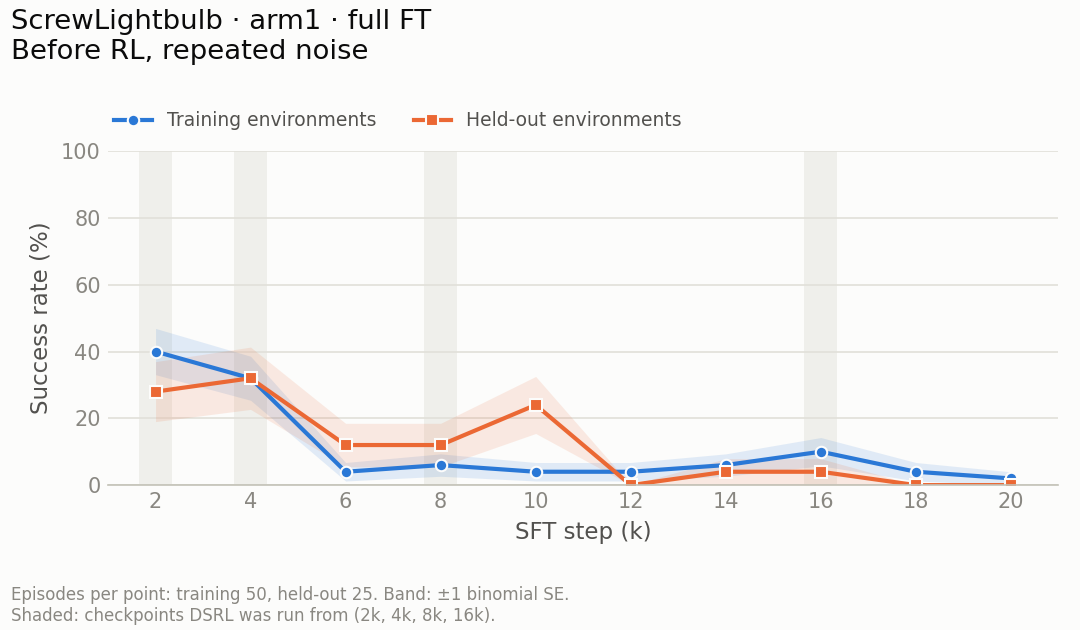 ScrewLightbulb · arm1 · full FT
Before RL, repeated noise
Training environments
Held-out environments
100
80
60
40
20
0
Success rate (%)
2
4
6
8
10
12
14
16
18
20
SFT step (k)
Episodes per point: training 50, held-out 25. Band: ±1 binomial SE.
Shaded: checkpoints DSRL was run from (2k, 4k, 8k, 16k).